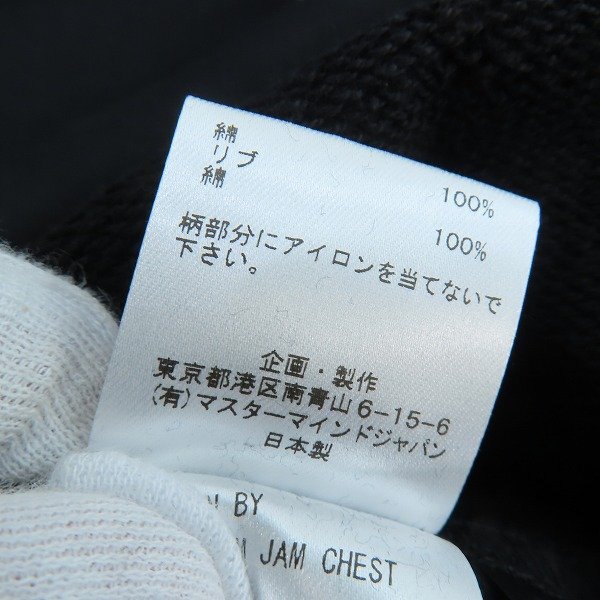 綿 100%
リブ
綿 100%
柄部分にアイロンを当てないで
下さい。
企画・製作
東京都港区南青山6-15-6
(有)マスターマインドジャパン
日本製
BY
JAM CHEST